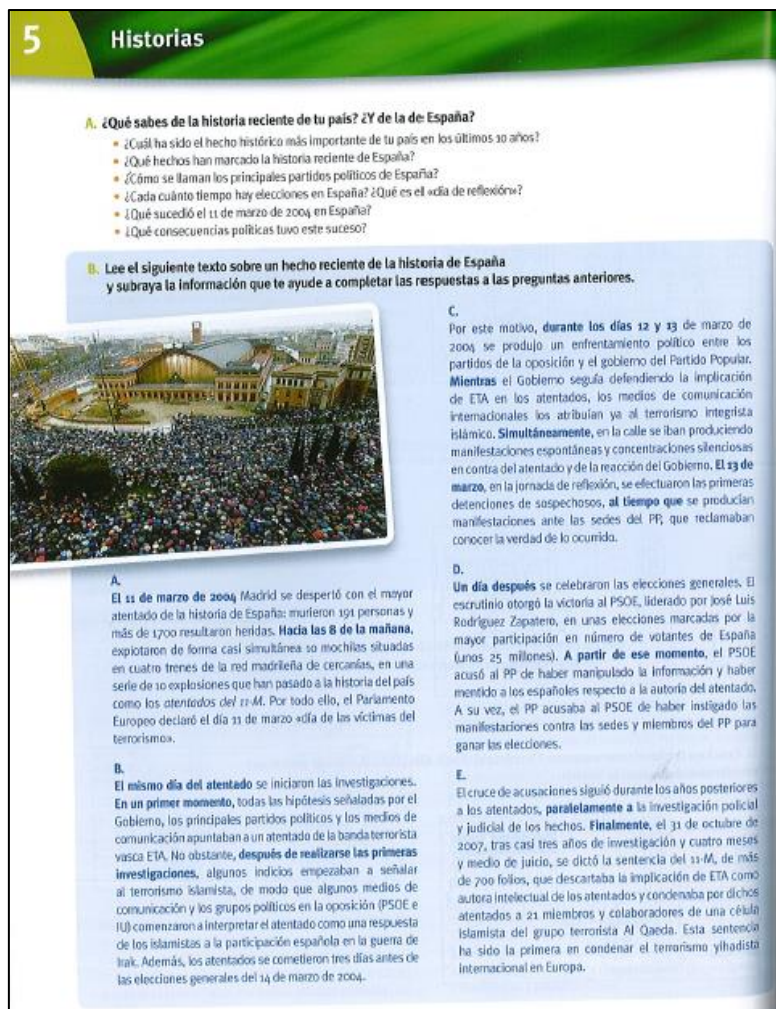 5
Historias
A. ¿Qué sabes de la historia reciente de tu país? ¿Y de la de España?
• ¿Cuál ha sido el hecho histórico más importante de tu país en los últimos 10 años?
• ¿Qué hechos han marcado la historia reciente de España?
• ¿Cómo se llaman los principales partidos políticos de España?
• ¿Cada cuánto tiempo hay elecciones en España? ¿Qué es el «día de reflexión»?
• ¿Qué sucedió el 11 de marzo de 2004 en España?
• ¿Qué consecuencias políticas tuvo este suceso?
B. Lee el siguiente texto sobre un hecho reciente de la historia de España
y subraya la información que te ayude a completar las respuestas a las preguntas anteriores.
A.
El 11 de marzo de 2004 Madrid se despertó con el mayor
atentado de la historia de España: murieron 191 personas y
más de 1700 resultaron heridas. Hacia las 8 de la mañana,
explotaron de forma casi simultánea 10 mochilas situadas
en cuatro trenes de la red madrileña de cercanías, en una
serie de 10 explosiones que han pasado a la historia del país
como los atentados del 11-M. Por todo ello, el Parlamento
Europeo declaró el día 11 de marzo «día de las víctimas del
terrorismo».
B.
El mismo día del atentado se iniciaron las investigaciones.
En un primer momento, todas las hipótesis señaladas por el
Gobierno, los principales partidos políticos y los medios de
comunicación apuntaban a un atentado de la banda terrorista
vasca ETA. No obstante, después de realizarse las primeras
investigaciones, algunos indicios empezaban a señalar
al terrorismo islamista, de modo que algunos medios de
comunicación y los grupos políticos en la oposición (PSOE e
IU) comenzaron a interpretar el atentado como una respuesta
de los islamistas a la participación española en la guerra de
Irak. Además, los atentados se cometieron tres días antes de
las elecciones generales del 14 de marzo de 2004.
C.
Por este motivo, durante los días 12 y 13 de marzo de
2004 se produjo un enfrentamiento político entre los
partidos de la oposición y el gobierno del Partido Popular.
Mientras el Gobierno seguía defendiendo la implicación
de ETA en los atentados, los medios de comunicación
internacionales los atribuían ya al terrorismo integrista
islámico. Simultáneamente, en la calle se iban produciendo
manifestaciones espontáneas y concentraciones silenciosas
en contra del atentado y de la reacción del Gobierno. El 13 de
marzo, en la jornada de reflexión, se efectuaron las primeras
detenciones de sospechosos, al tiempo que se producían
manifestaciones ante las sedes del PP, que reclamaban
conocer la verdad de lo ocurrido.
D.
Un día después se celebraron las elecciones generales. El
escrutinio otorgó la victoria al PSOE, liderado por José Luis
Rodríguez Zapatero, en unas elecciones marcadas por la
mayor participación en número de votantes de España
(unos 25 millones). A partir de ese momento, el PSOE
acusó al PP de haber manipulado la información y haber
mentido a los españoles respecto a la autoría del atentado.
A su vez, el PP acusaba al PSOE de haber instigado las
manifestaciones contra las sedes y miembros del PP para
ganar las elecciones.
E.
El cruce de acusaciones siguió durante los años posteriores
a los atentados, paralelamente a la investigación policial
y judicial de los hechos. Finalmente, el 31 de octubre de
2007, tras casi tres años de investigación y cuatro meses
y medio de juicio, se dictó la sentencia del 11-M, de más
de 700 folios, que descartaba la implicación de ETA como
autora intelectual de los atentados y condenaba por dichos
atentados a 21 miembros y colaboradores de una célula
islamista del grupo terrorista Al Qaeda. Esta sentencia
ha sido la primera en condenar el terrorismo yihadista
internacional en Europa.